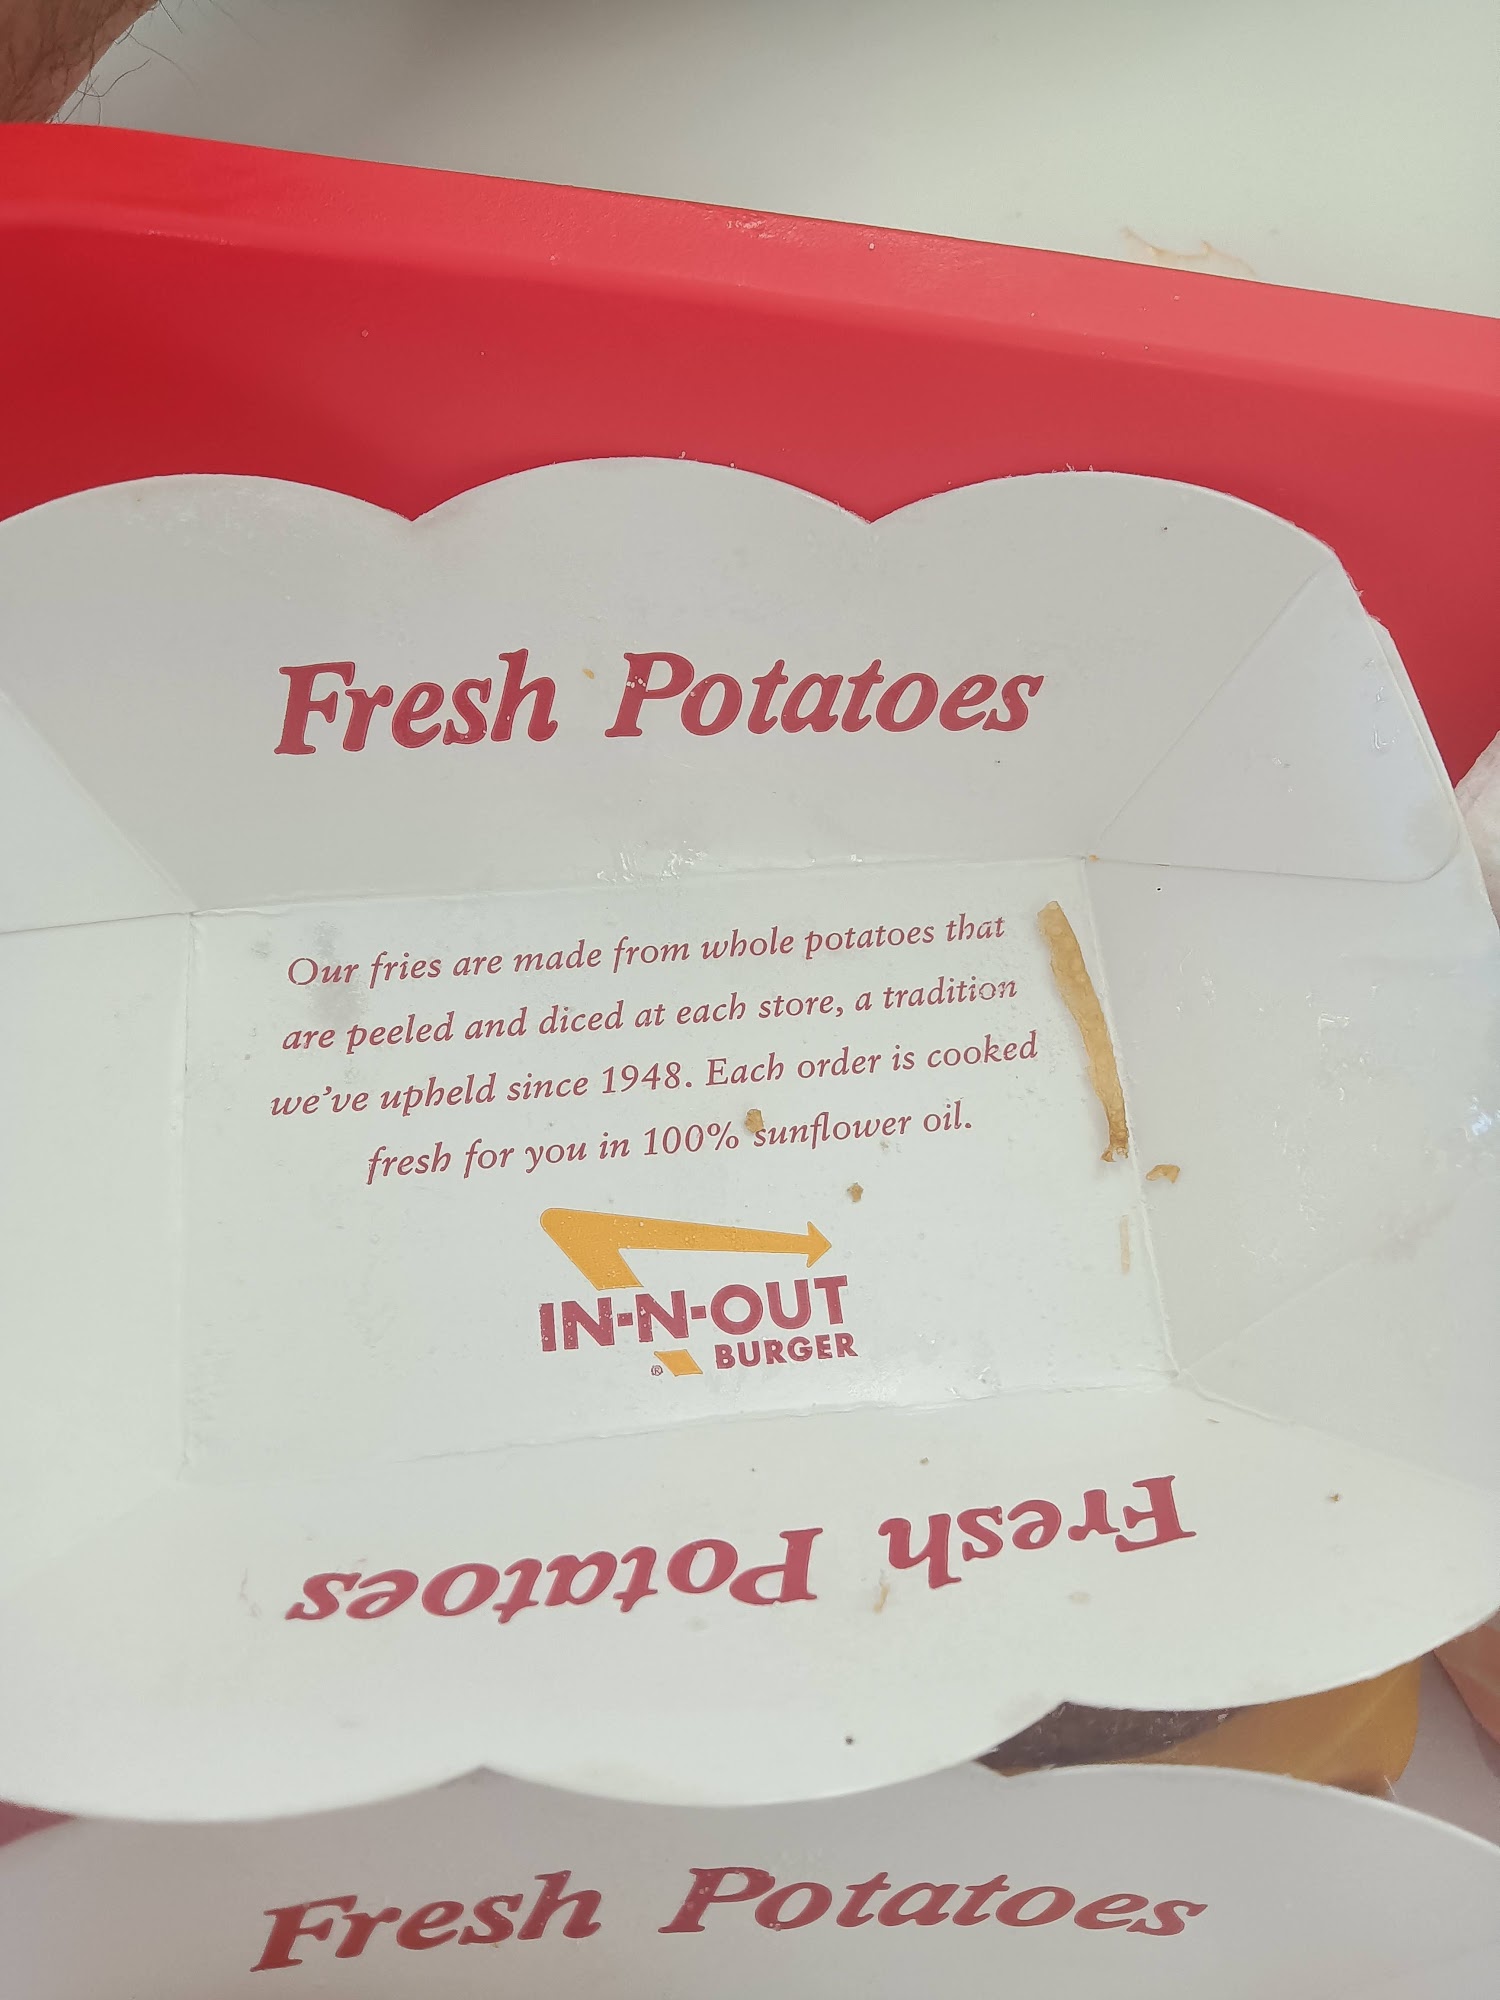 Fresh Potatoes
Our fries are made from whole potatoes that
are peeled and diced at each store, a tradition
we've upheld since 1948. Each order is cooked
fresh for you in 100% sunflower oil.
IN-N-OUT
® BURGER
Fresh Potatoes
Fresh Potatoes